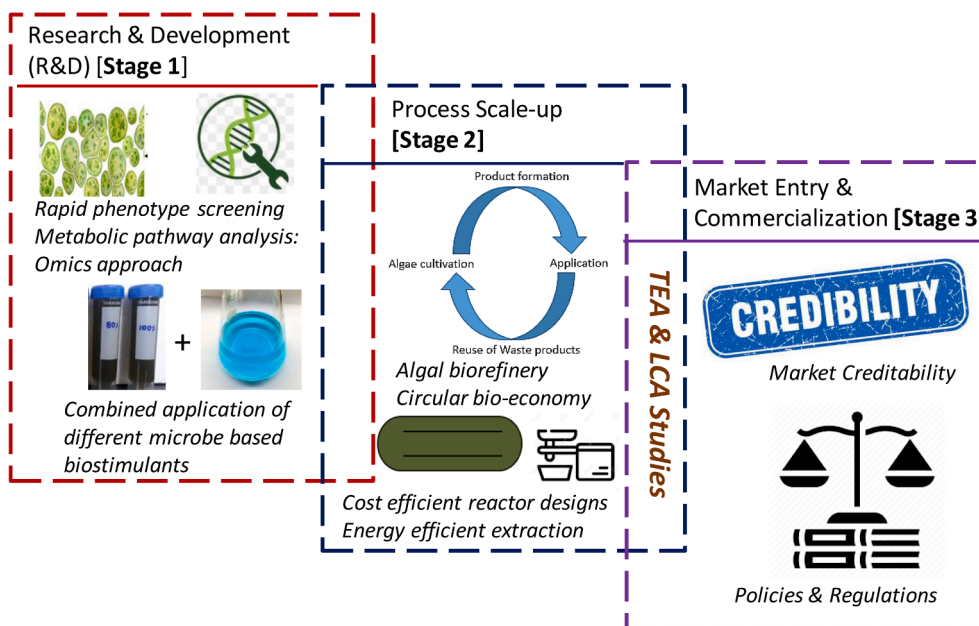 Research & Development
(R&D) [Stage 1]
Rapid phenotype screening
Metabolic pathway analysis:
Omics approach
80%
100%
+
Combined application of
different microbe based
biostimulants
Process Scale-up
[Stage 2]
Product formation
Algae cultivation
Application
Reuse of Waste products
Algal biorefinery
Circular bio-economy
Cost efficient reactor designs
Energy efficient extraction
TEA & LCA Studies
Market Entry &
Commercialization [Stage 3
CREDIBILITY
Market Creditability
Policies & Regulations